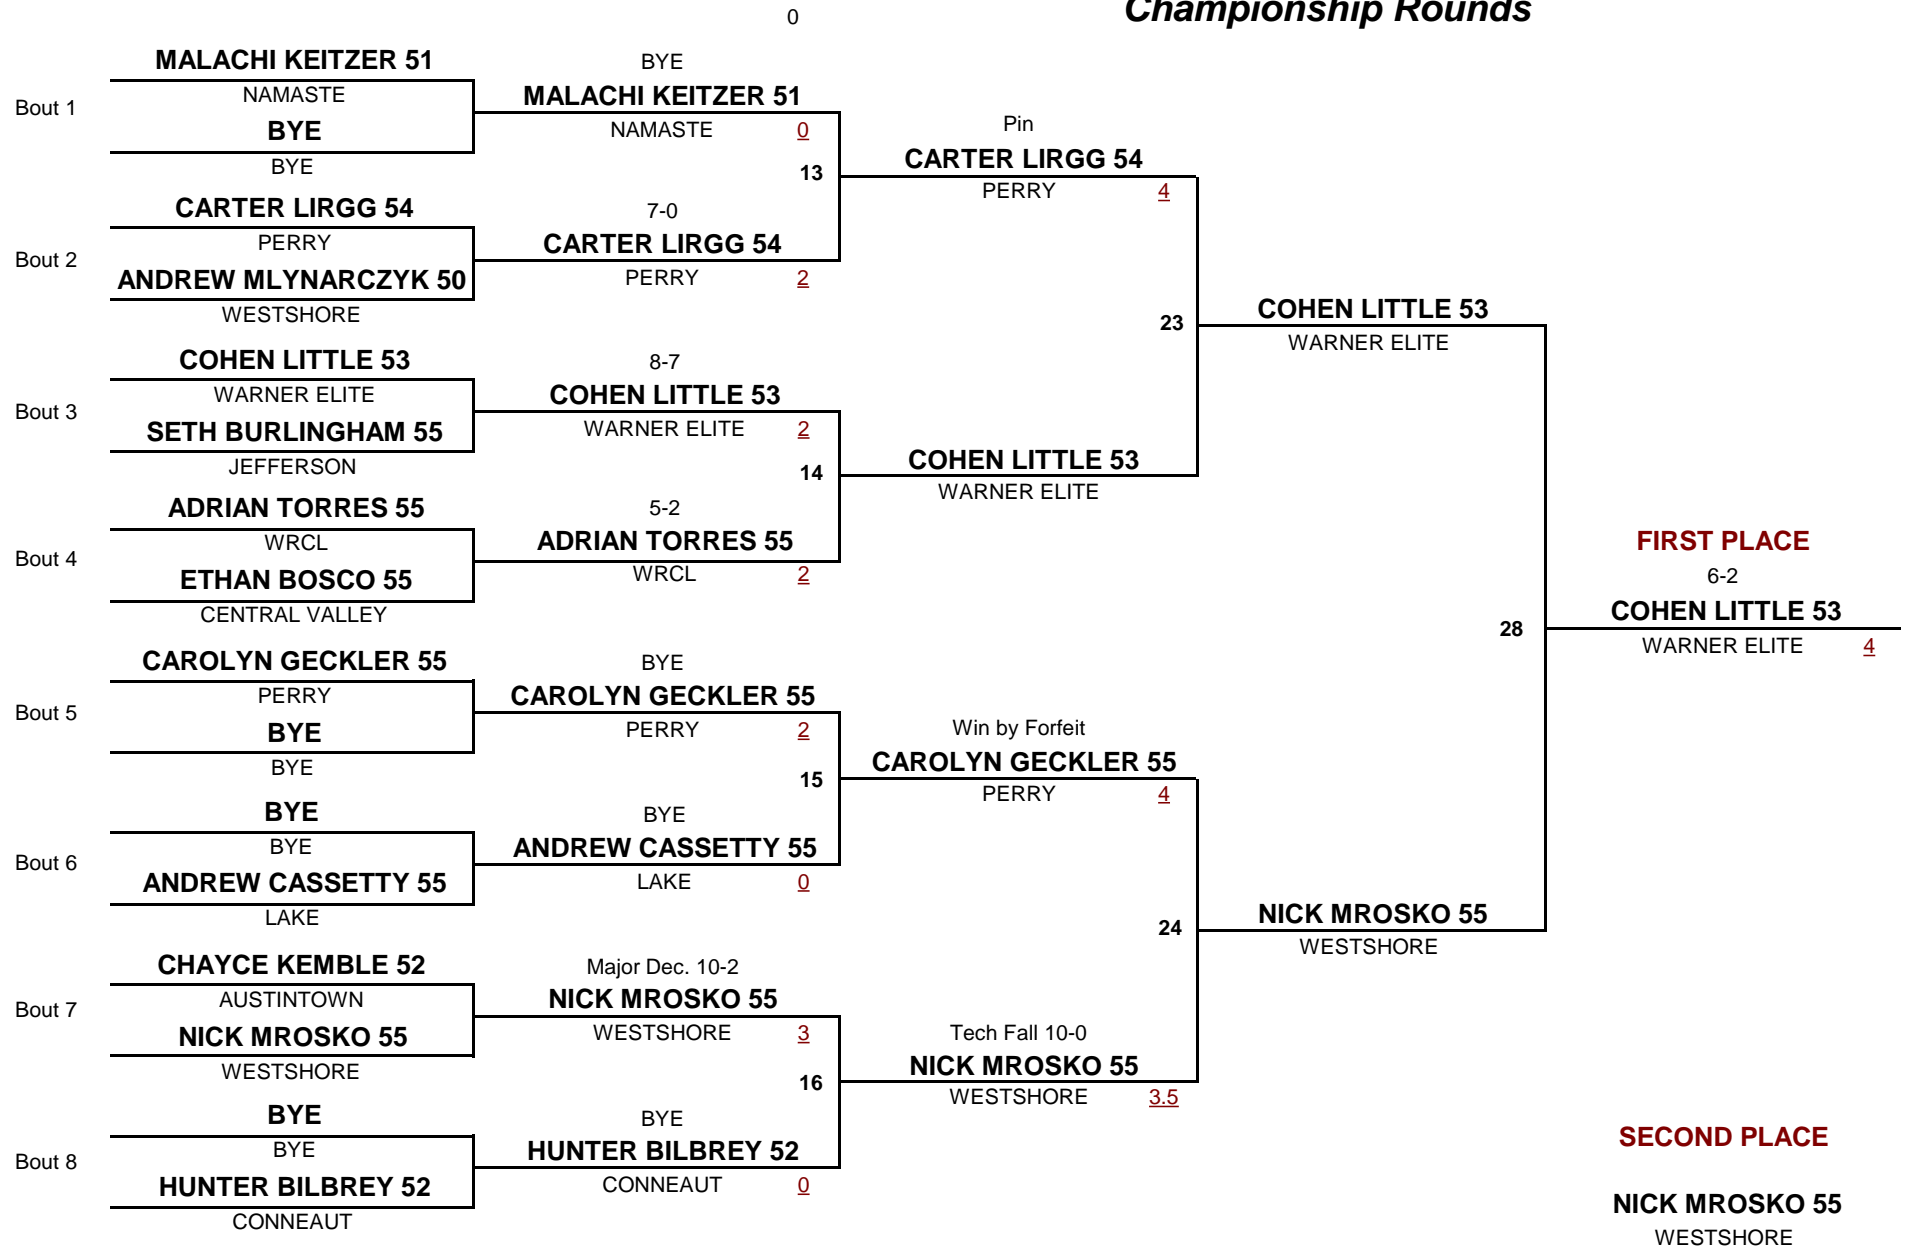 Championship Rounds
0
Bout 1
MALACHI KEITZER 51
NAMASTE
BYE
BYE
Bout 2
CARTER LIRGG 54
PERRY
ANDREW MLYNARCZYK 50
WESTSHORE
Bout 3
COHEN LITTLE 53
WARNER ELITE
SETH BURLINGHAM 55
JEFFERSON
Bout 4
ADRIAN TORRES 55
WRCL
ETHAN BOSCO 55
CENTRAL VALLEY
Bout 5
CAROLYN GECKLER 55
PERRY
BYE
BYE
Bout 6
BYE
BYE
ANDREW CASSETTY 55
LAKE
Bout 7
CHAYCE KEMBLE 52
AUSTINTOWN
NICK MROSKO 55
WESTSHORE
Bout 8
BYE
BYE
HUNTER BILBREY 52
CONNEAUT
BYE
MALACHI KEITZER 51
NAMASTE 0
13
7-0
CARTER LIRGG 54
PERRY 2
8-7
COHEN LITTLE 53
WARNER ELITE 2
14
5-2
ADRIAN TORRES 55
WRCL 2
BYE
CAROLYN GECKLER 55
PERRY 2
15
BYE
ANDREW CASSETTY 55
LAKE 0
Major Dec. 10-2
NICK MROSKO 55
WESTSHORE 3
16
BYE
HUNTER BILBREY 52
CONNEAUT 0
Pin
CARTER LIRGG 54
PERRY 4
23
COHEN LITTLE 53
WARNER ELITE
Win by Forfeit
CAROLYN GECKLER 55
PERRY 4
24
Tech Fall 10-0
NICK MROSKO 55
WESTSHORE 3.5
COHEN LITTLE 53
WARNER ELITE
28
NICK MROSKO 55
WESTSHORE
FIRST PLACE
6-2
COHEN LITTLE 53
WARNER ELITE 4
SECOND PLACE
NICK MROSKO 55
WESTSHORE